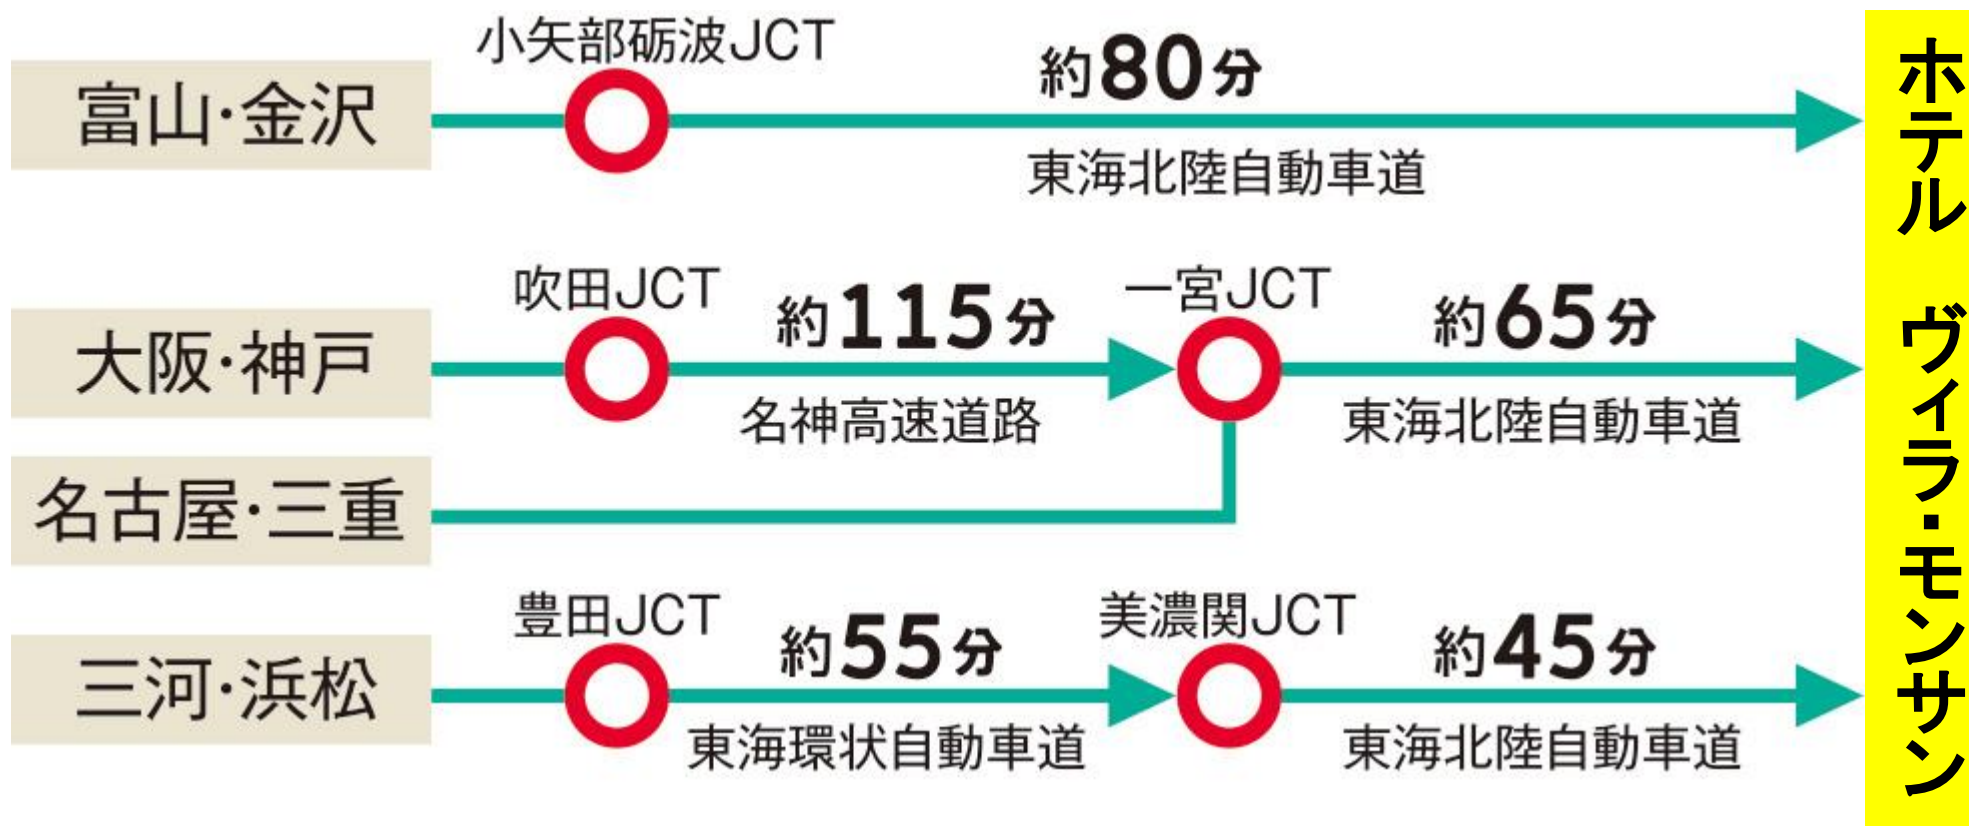 小矢部砺波JCT
富山・金沢
約80分
東海北陸自動車道
吹田JCT
大阪・神戸
約115分
名神高速道路
一宮JCT
約65分
東海北陸自動車道
名古屋・三重
豊田JCT
三河・浜松
約55分
東海環状自動車道
美濃関JCT
約45分
東海北陸自動車道
ホテル ヴィラ・モンサン